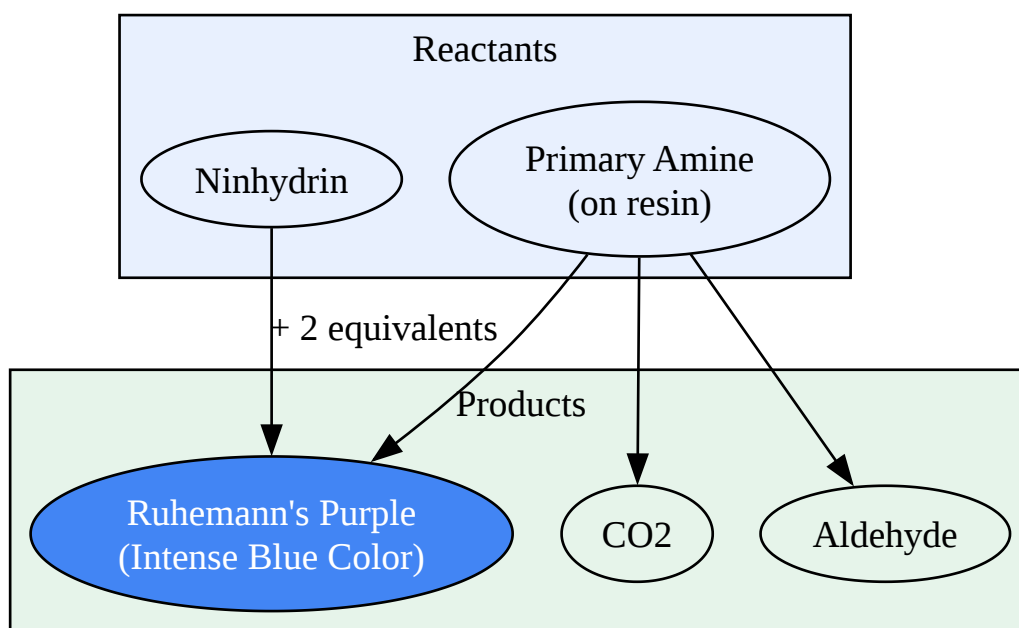 Reactants
Ninhydrin
Primary Amine
(on resin)
+ 2 equivalents
Products
Ruhemann's Purple
(Intense Blue Color)
CO2
Aldehyde